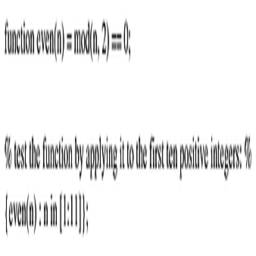 function even(n) = mod(n, 2) == 0;
% test the function by applying it to the first ten positive integers: %
{even(n) : n in [1:11]};